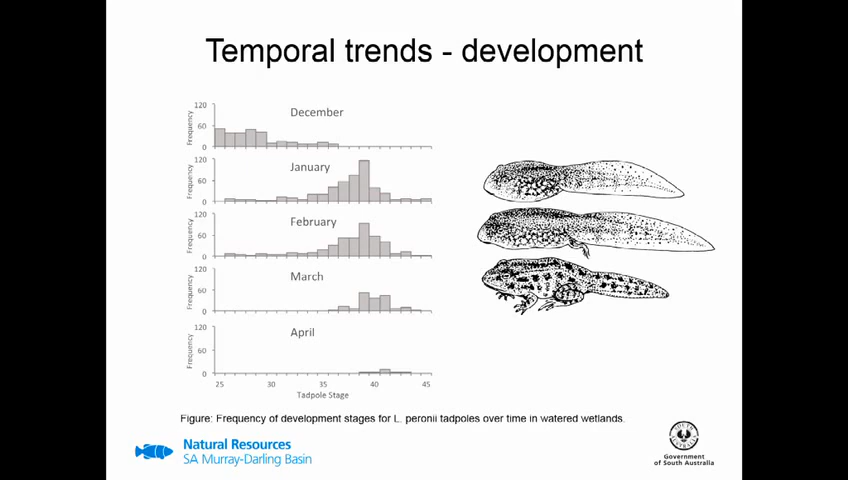 Temporal trends - development
120
60
0
Frequency
December
120
60
0
Frequency
January
120
60
0
Frequency
February
120
60
0
Frequency
March
120
60
0
Frequency
April
25 30 35 40 45
Tadpole Stage
Figure: Frequency of development stages for L. peronii tadpoles over time in watered wetlands.
Natural Resources
SA Murray-Darling Basin
Government
of South Australia